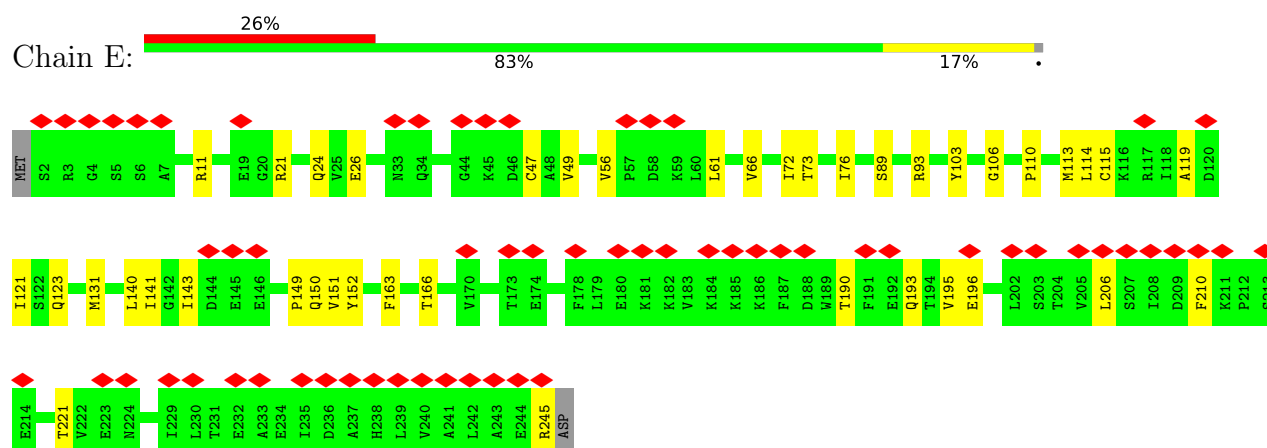 26%
Chain E:
83% 17% •
MET S2 R3 G4 S5 S6 A7 R11 E19 G20 R21 Q24 V25 E26 N33 Q34 G44 K45 D46 C47 A48 V49 V56 P57 D58 K59 L60 L61 V66 I72 T73 I76 S89 R93 Y103 G106 P110 M113 L114 C115 K116 R117 I118 A119 D120
I121 S122 Q123 M131 L140 I141 G142 I143 D144 E145 E146 P149 Q150 V151 Y152 F163 T166 V170 T173 E174 F178 L179 E180 K181 K182 V183 K184 K185 K186 F187 D188 W189 T190 F191 E192 Q193 T194 V195 E196 L202 S203 T204 V205 L206 S207 I208 D209 F210 K211 P212
E214 T221 V222 E223 N224 I229 L230 T231 E232 A233 E234 I235 D236 A237 H238 L239 V240 A241 L242 A243 E244 R245 ASP